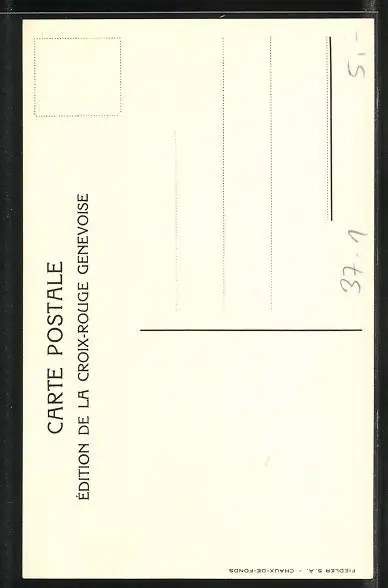 CARTE POSTALE
ÉDITION DE LA CROIX-ROUGE GENEVOISE
5,-
37-1
FIEDLER S. A. - CHAUX-DE-FONDS